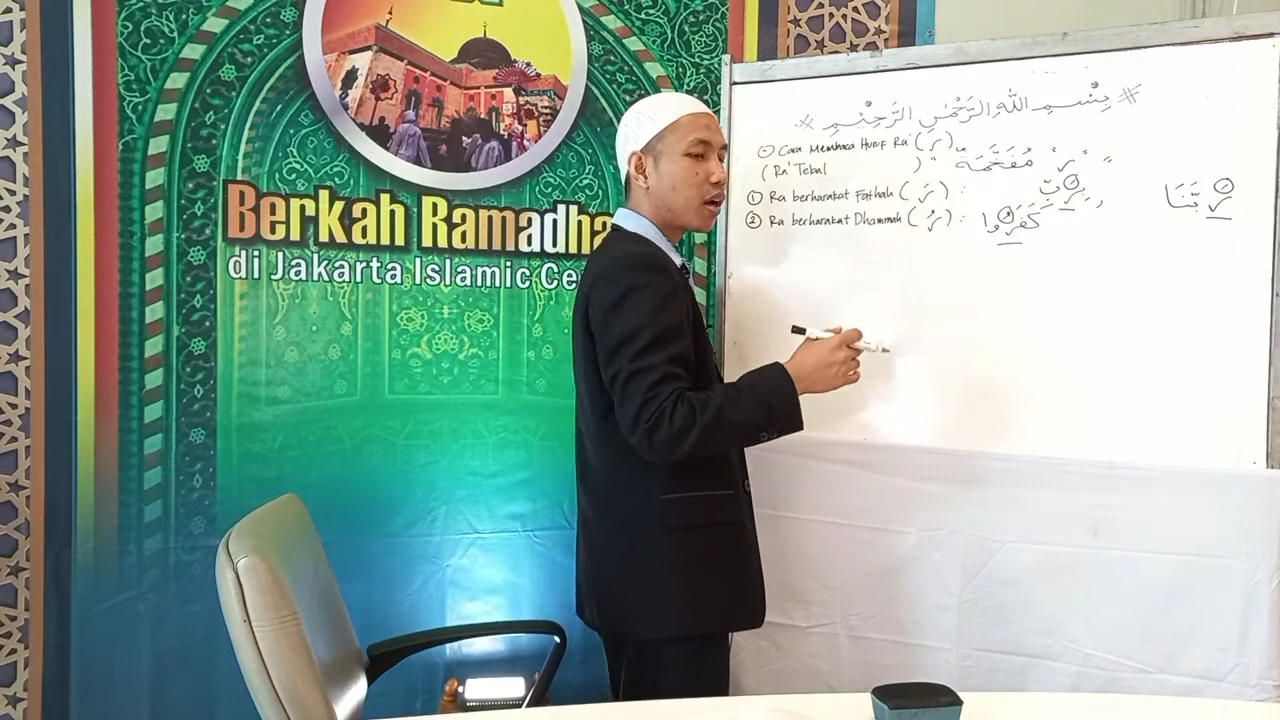 Berkah Ramadha
di Jakarta Islamic Ce
# بِسْمِ اللهِ الرَّحْمٰنِ الرَّحِيْمِ #
Cara Membaca Huruf Ra' (ر)
(Ra' Tebal) " رَ " مُفَخَّمَةٌ
① Ra berharakat Fathah (رَ) : رَبَّنَا
② Ra berharakat Dhammah (رُ) : كَفَرُوا